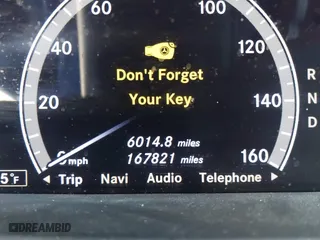 60 100
40 120
Don't Forget
Your Key
20 140
R
N
D
6014.8 miles
0 mph 167821 miles 160
5°F
◄ Trip Navi Audio Telephone ►
DREAMBID